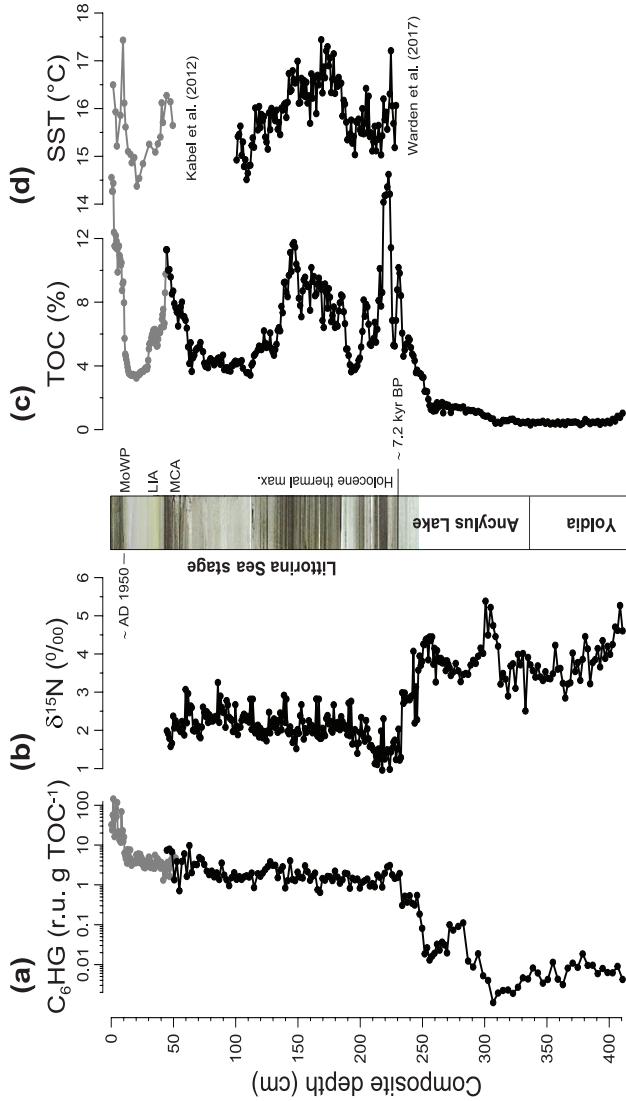 (a)
C₆HG (r.u. g TOC⁻¹)
0.01
0.1
1
10
100
(b)
δ¹⁵N (⁰/₀₀)
1
2
3
4
5
6
(c)
TOC (%)
0
4
8
12
(d)
SST (°C)
14
15
16
17
18
Composite depth (cm)
0
50
100
150
200
250
300
350
400
~ AD 1950
MoWP
LIA
MCA
Littorina Sea stage
Holocene thermal max.
~ 7.2 kyr BP
Ancylus Lake
Yoldia
Kabel et al. (2012)
Warden et al. (2017)